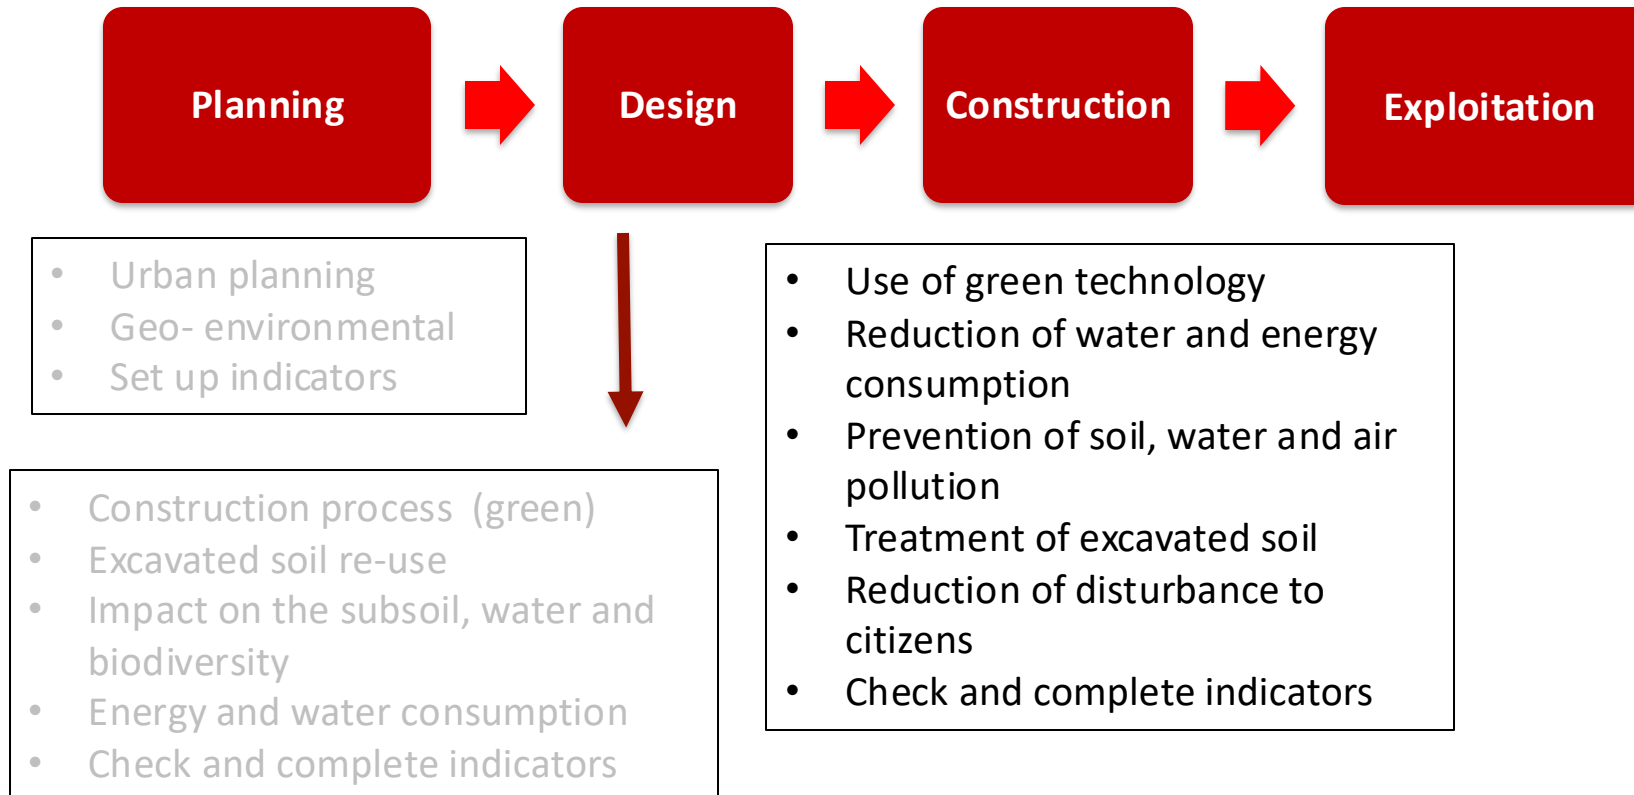 Planning
Design
Construction
Exploitation
• Urban planning
• Geo- environmental
• Set up indicators
• Construction process  (green)
• Excavated soil re-use
• Impact on the subsoil, water and
biodiversity
• Energy and water consumption
• Check and complete indicators
• Use of green technology
• Reduction of water and energy
consumption
• Prevention of soil, water and air
pollution
• Treatment of excavated soil
• Reduction of disturbance to
citizens
• Check and complete indicators